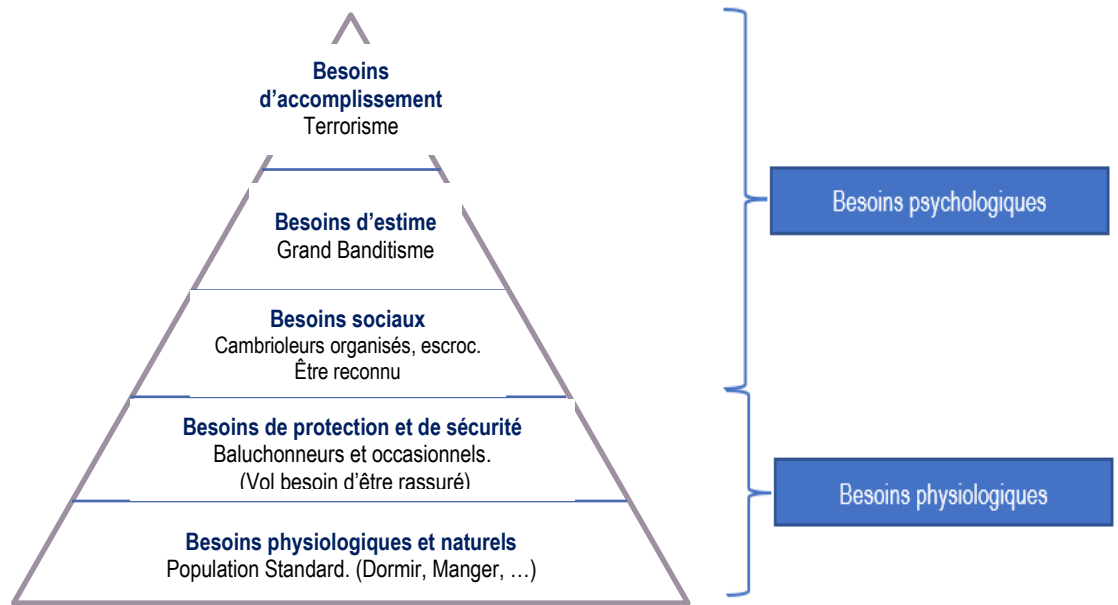 Besoins
d’accomplissement
Terrorisme
Besoins d’estime
Grand Banditisme
Besoins sociaux
Cambrioleurs organisés, escroc.
Être reconnu
Besoins de protection et de sécurité
Baluchonneurs et occasionnels.
(Vol besoin d’être rassuré)
Besoins physiologiques et naturels
Population Standard. (Dormir, Manger, …)
Besoins psychologiques
Besoins physiologiques